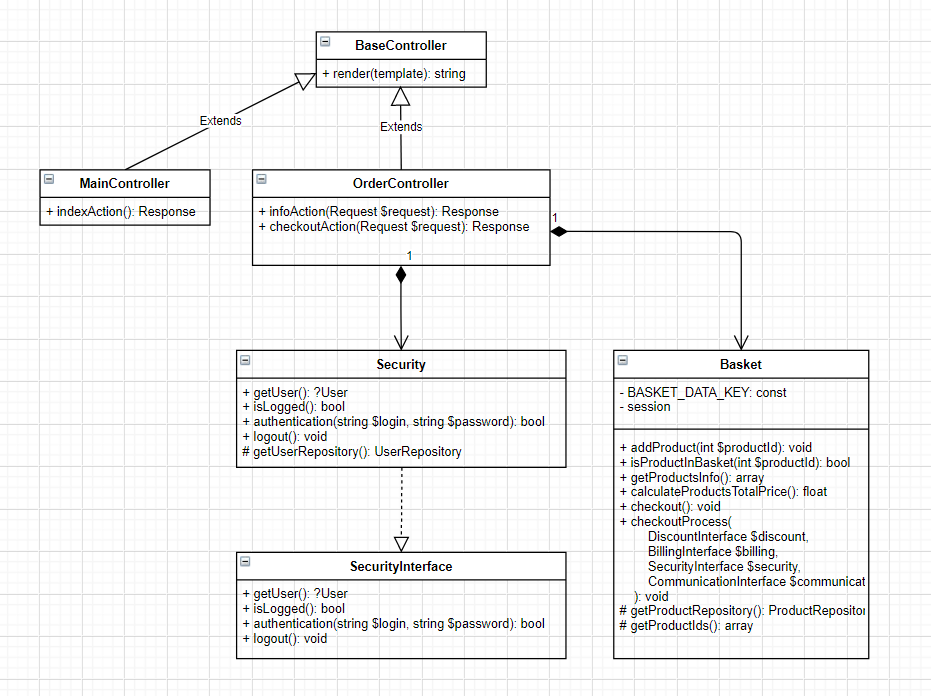 BaseController
+ render(template): string
Extends
Extends
MainController
+ indexAction(): Response
OrderController
+ infoAction(Request $request): Response
+ checkoutAction(Request $request): Response
1
1
Security
+ getUser(): ?User
+ isLogged(): bool
+ authentication(string $login, string $password): bool
+ logout(): void
# getUserRepository(): UserRepository
Basket
- BASKET_DATA_KEY: const
- session
+ addProduct(int $productId): void
+ isProductInBasket(int $productId): bool
+ getProductsInfo(): array
+ calculateProductsTotalPrice(): float
+ checkout(): void
+ checkoutProcess(
DiscountInterface $discount,
BillingInterface $billing,
SecurityInterface $security,
CommunicationInterface $communicat
): void
# getProductRepository(): ProductRepositor
# getProductIds(): array
SecurityInterface
+ getUser(): ?User
+ isLogged(): bool
+ authentication(string $login, string $password): bool
+ logout(): void